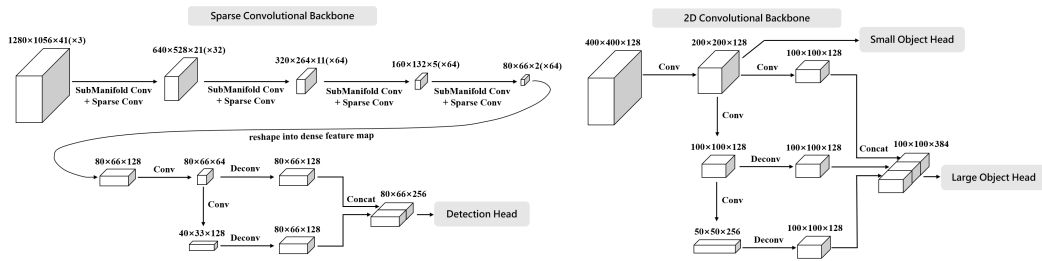 Sparse Convolutional Backbone
1280×1056×41(×3)
640×528×21(×32)
320×264×11(×64)
160×132×5(×64)
80×66×2(×64)
SubManifold Conv
+ Sparse Conv
SubManifold Conv
+ Sparse Conv
SubManifold Conv
+ Sparse Conv
SubManifold Conv
+ Sparse Conv
reshape into dense feature map
80×66×128
Conv
80×66×64
Deconv
80×66×128
Conv
Concat
80×66×256
Detection Head
40×33×128
Deconv
80×66×128
2D Convolutional Backbone
400×400×128
Conv
200×200×128
Small Object Head
Conv
100×100×128
Conv
100×100×128
Deconv
100×100×128
Concat
100×100×384
Large Object Head
Conv
50×50×256
Deconv
100×100×128